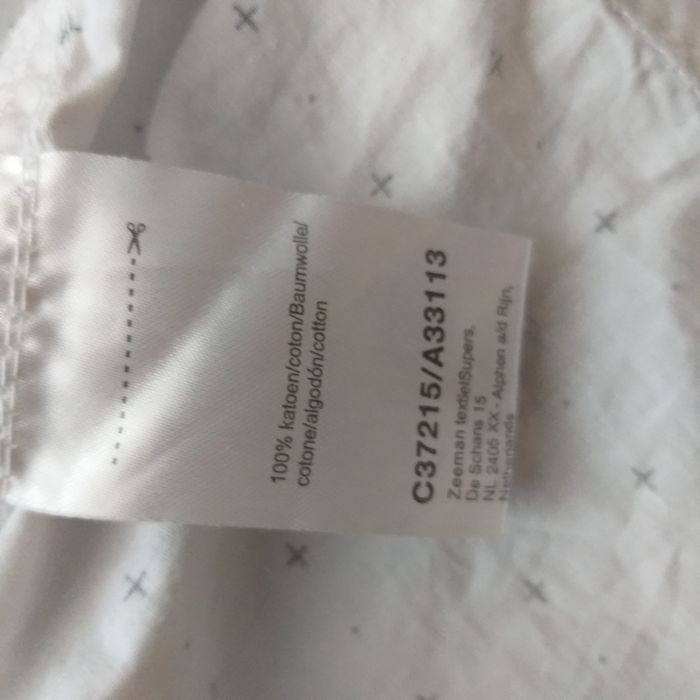 100% katoen/coton/Baumwolle/
cotone/algodón/cotton
C37215/A33113
Zeeman textielSupers,
De Schans 15
NL 2405 XX - Alphen a/d Rijn,
Netherlands